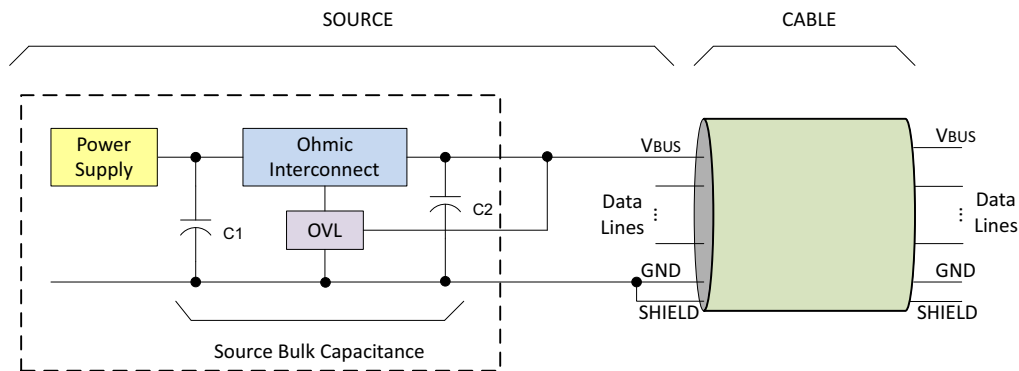 SOURCE
CABLE
Power
Supply
Ohmic
Interconnect
VBUS
VBUS
Data
Lines
...
Data
Lines
...
C1
C2
OVL
GND
GND
SHIELD
SHIELD
Source Bulk Capacitance